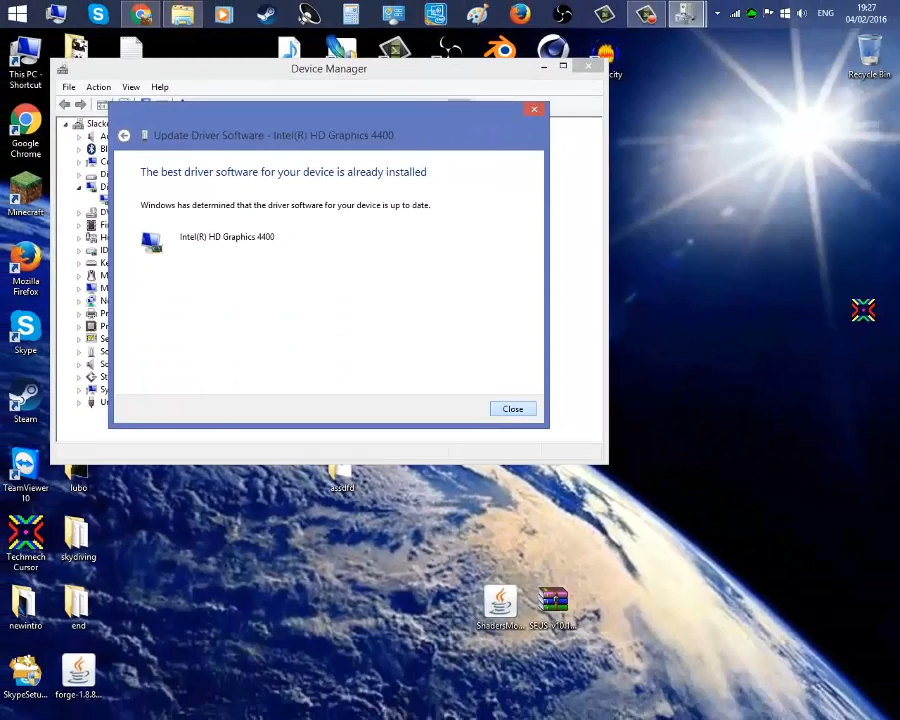 19:27
ENG
04/02/2016
This PC -
Shortcut
Recycle Bin
Device Manager
File Action View Help
Slacke
Update Driver Software - Intel(R) HD Graphics 4400
The best driver software for your device is already installed
Windows has determined that the driver software for your device is up to date.
Intel(R) HD Graphics 4400
Close
Google
Chrome
Minecraft
Mozilla
Firefox
Skype
Steam
TeamViewer
10
lubo
assdfd
Techmech
Cursor
skydiving
newintro
end
ShadersMo...
SkypeSetu...
forge-1.8.8...